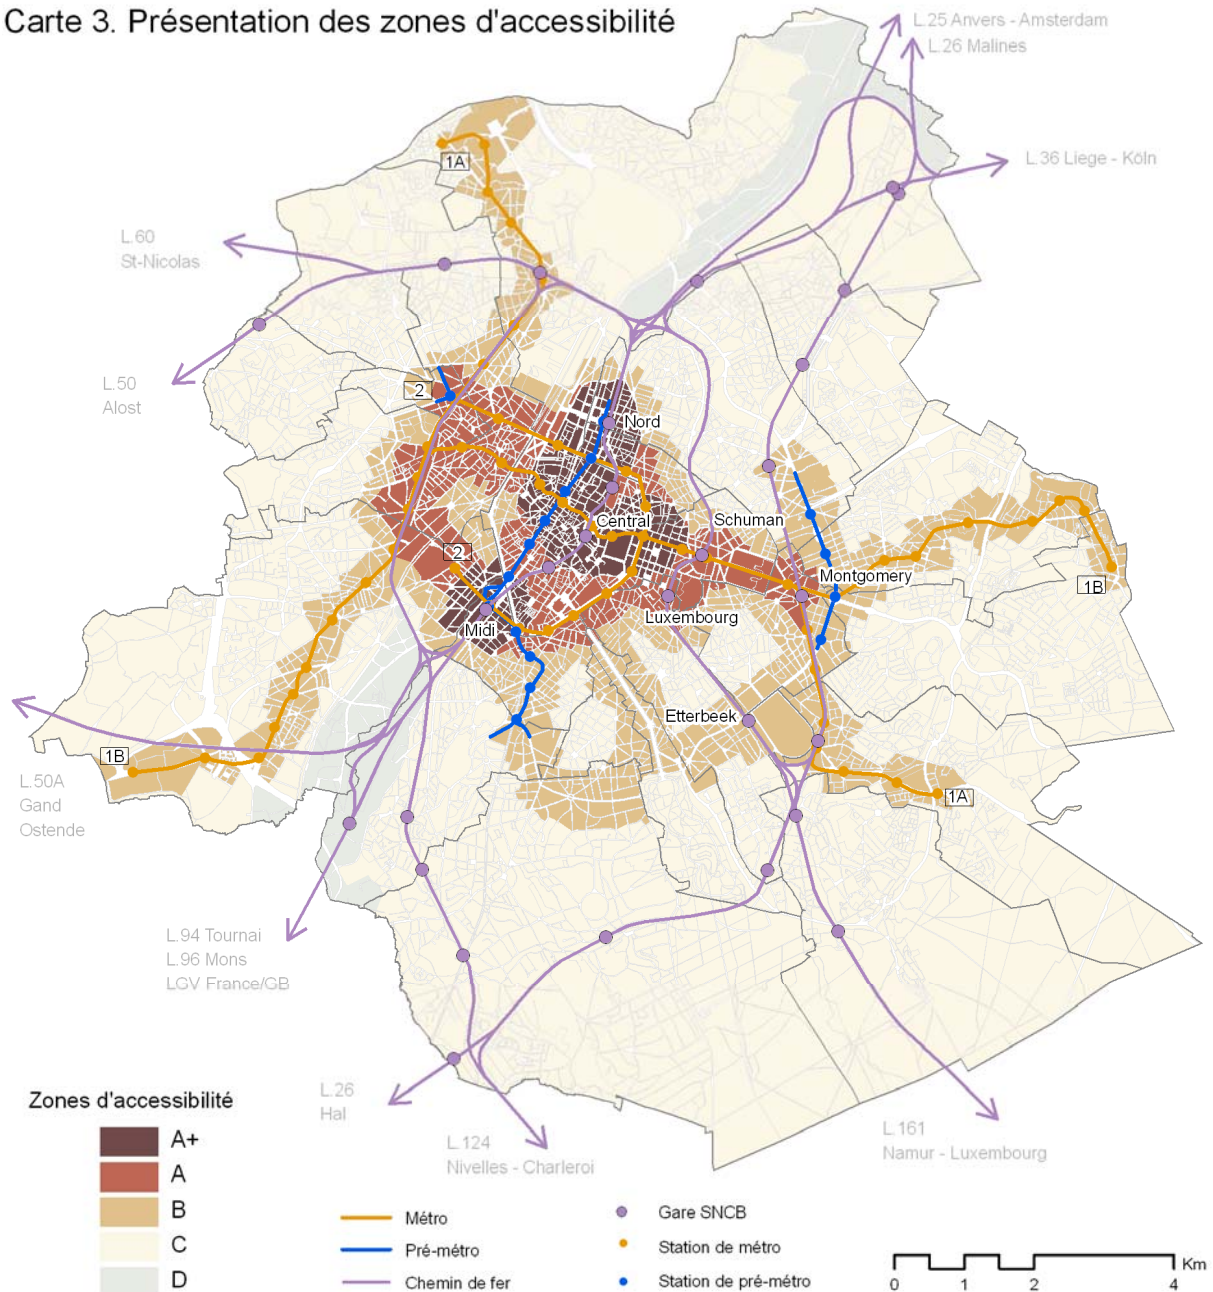 Carte 3. Présentation des zones d'accessibilité
L.25 Anvers - Amsterdam
L.26 Malines
L.36 Liege - Köln
1A
L.60
St-Nicolas
L.50
Alost
2
Nord
Central
Schuman
2
Montgomery
1B
Luxembourg
Midi
Etterbeek
1B
1A
L.50A
Gand
Ostende
L.94 Tournai
L.96 Mons
LGV France/GB
L.26
Hal
L.124
Nivelles - Charleroi
L.161
Namur - Luxembourg
Zones d'accessibilité
A+
A
B
C
D
Métro
Pré-métro
Chemin de fer
Gare SNCB
Station de métro
Station de pré-métro
Km
0 1 2 4